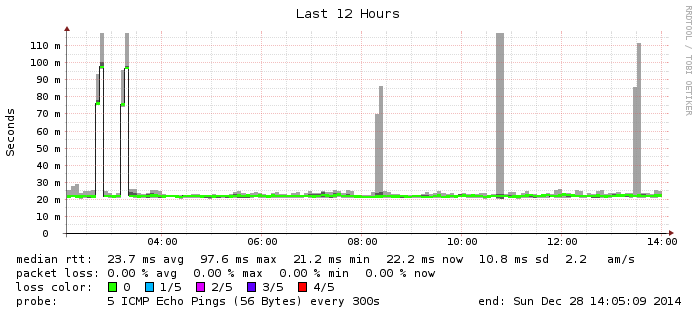 Last 12 Hours
RRDTOOL / TOBI OETIKER
Seconds
110 m
100 m
90 m
80 m
70 m
60 m
50 m
40 m
30 m
20 m
10 m
0
04:00 06:00 08:00 10:00 12:00 14:00
median rtt: 23.7 ms avg 97.6 ms max 21.2 ms min 22.2 ms now 10.8 ms sd 2.2 am/s
packet loss: 0.00 % avg 0.00 % max 0.00 % min 0.00 % now
loss color: 0 1/5 2/5 3/5 4/5
probe: 5 ICMP Echo Pings (56 Bytes) every 300s end: Sun Dec 28 14:05:09 2014